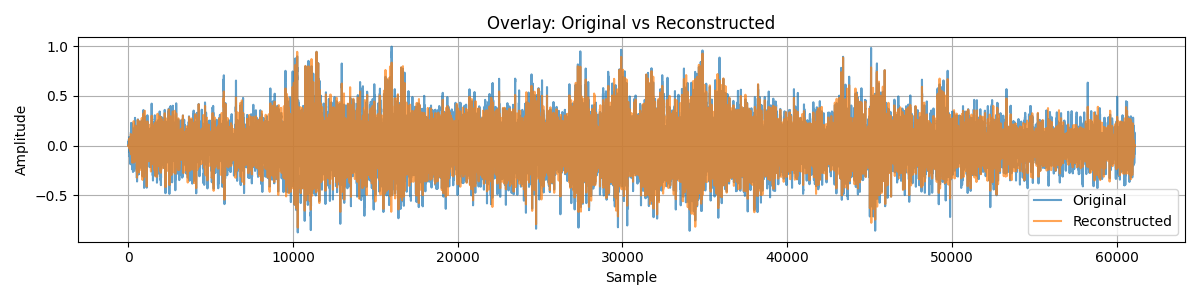 Overlay: Original vs Reconstructed
1.0
0.5
0.0
−0.5
Amplitude
Original
Reconstructed
0
10000
20000
30000
40000
50000
60000
Sample